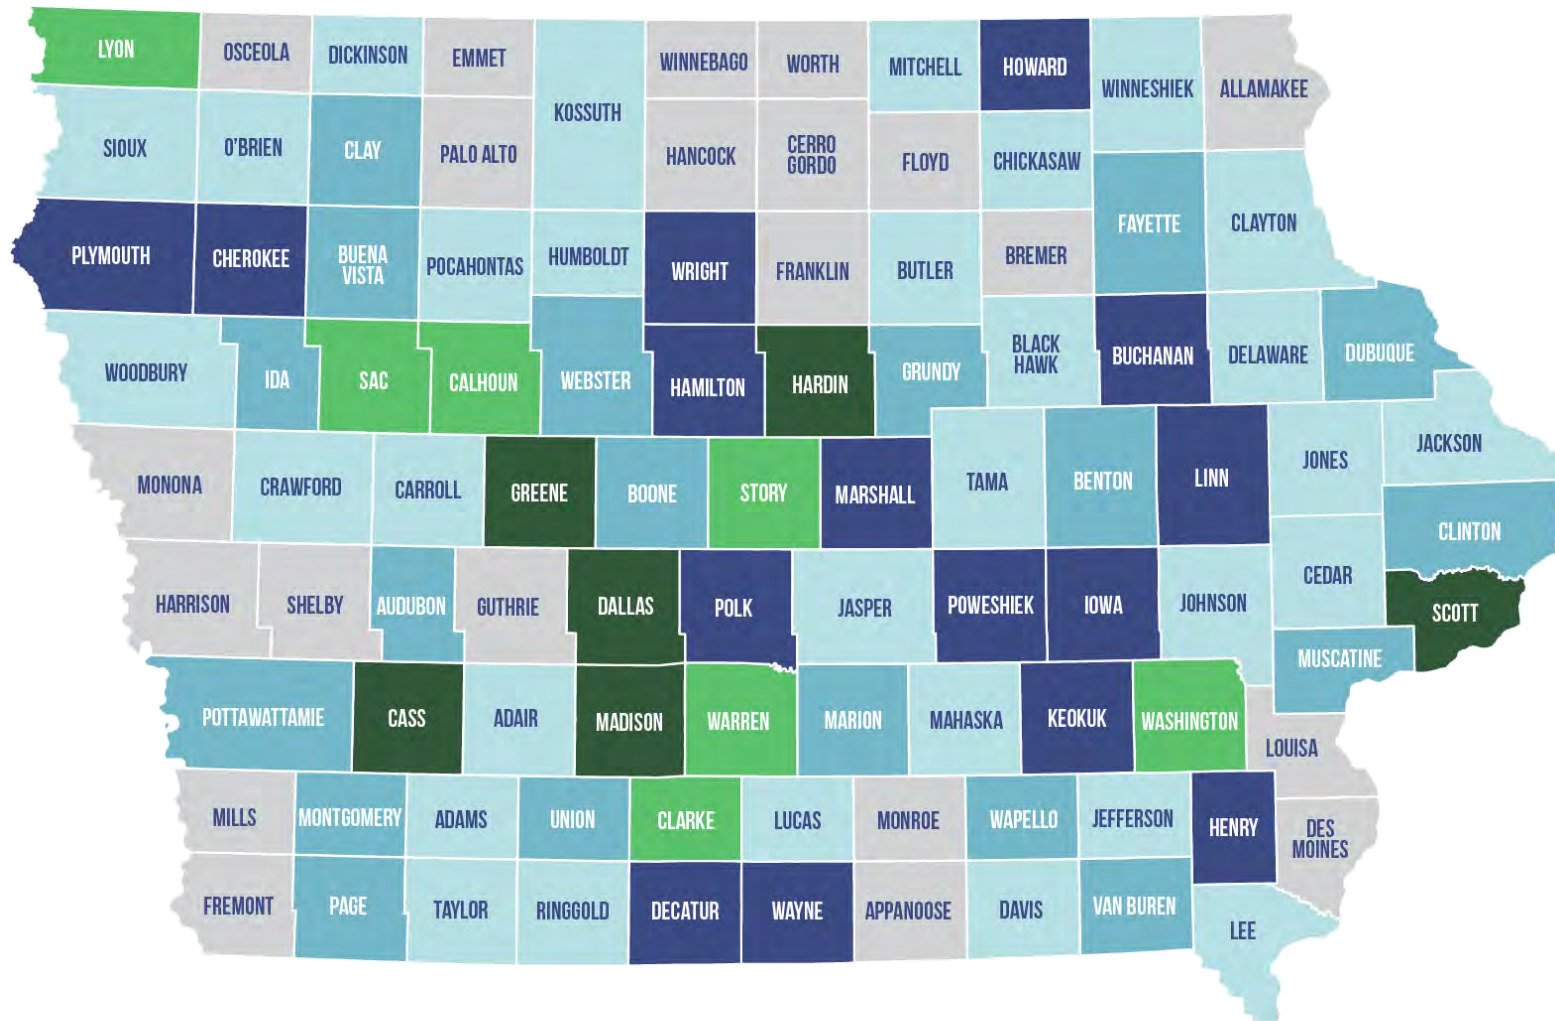 LYON
OSCEOLA
DICKINSON
EMMET
KOSSUTH
WINNEBAGO
WORTH
MITCHELL
HOWARD
WINNESHIEK
ALLAMAKEE
SIOUX
O'BRIEN
CLAY
PALO ALTO
HANCOCK
CERRO
GORDO
FLOYD
CHICKASAW
PLYMOUTH
CHEROKEE
BUENA
VISTA
POCAHONTAS
HUMBOLDT
WRIGHT
FRANKLIN
BUTLER
BREMER
FAYETTE
CLAYTON
WOODBURY
IDA
SAC
CALHOUN
WEBSTER
HAMILTON
HARDIN
GRUNDY
BLACK
HAWK
BUCHANAN
DELAWARE
DUBUQUE
MONONA
CRAWFORD
CARROLL
GREENE
BOONE
STORY
MARSHALL
TAMA
BENTON
LINN
JONES
JACKSON
CLINTON
HARRISON
SHELBY
AUDUBON
GUTHRIE
DALLAS
POLK
JASPER
POWESHIEK
IOWA
JOHNSON
CEDAR
SCOTT
MUSCATINE
POTTAWATTAMIE
CASS
ADAIR
MADISON
WARREN
MARION
MAHASKA
KEOKUK
WASHINGTON
LOUISA
MILLS
MONTGOMERY
ADAMS
UNION
CLARKE
LUCAS
MONROE
WAPELLO
JEFFERSON
HENRY
DES
MOINES
FREMONT
PAGE
TAYLOR
RINGGOLD
DECATUR
WAYNE
APPANOOSE
DAVIS
VAN BUREN
LEE